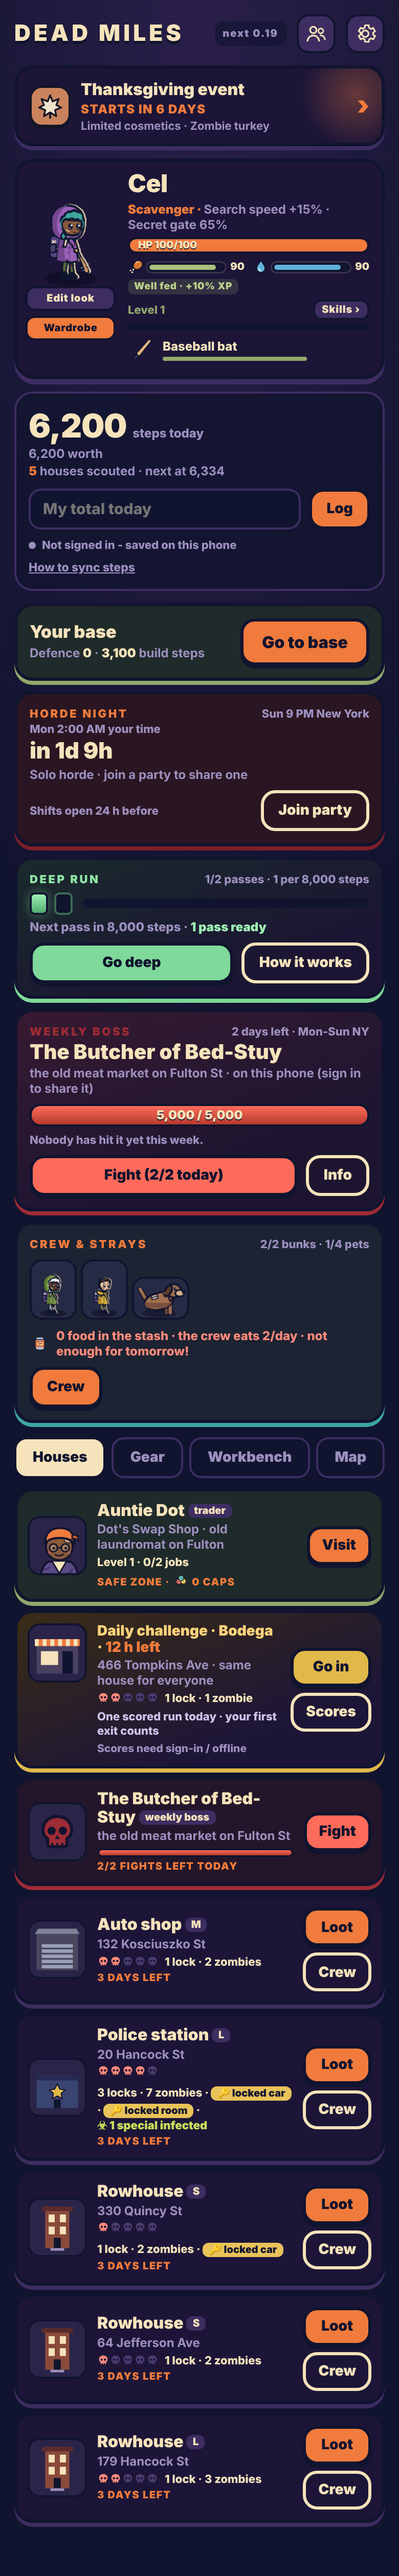 DEAD MILES
next 0.19
Thanksgiving event
STARTS IN 6 DAYS
Limited cosmetics · Zombie turkey
Cel
Scavenger · Search speed +15% ·
Secret gate 65%
HP 100/100
90
90
Well fed · +10% XP
Level 1
Skills ›
Baseball bat
Edit look
Wardrobe
6,200 steps today
6,200 worth
5 houses scouted · next at 6,334
My total today
Log
Not signed in - saved on this phone
How to sync steps
Your base
Defence 0 · 3,100 build steps
Go to base
HORDE NIGHT
Sun 9 PM New York
Mon 2:00 AM your time
in 1d 9h
Solo horde · join a party to share one
Shifts open 24 h before
Join party
DEEP RUN
1/2 passes · 1 per 8,000 steps
Next pass in 8,000 steps · 1 pass ready
Go deep
How it works
WEEKLY BOSS
2 days left · Mon-Sun NY
The Butcher of Bed-Stuy
the old meat market on Fulton St · on this phone (sign in
to share it)
5,000 / 5,000
Nobody has hit it yet this week.
Fight (2/2 today)
Info
CREW & STRAYS
2/2 bunks · 1/4 pets
0 food in the stash · the crew eats 2/day · not
enough for tomorrow!
Crew
Houses
Gear
Workbench
Map
Auntie Dot trader
Dot's Swap Shop · old
laundromat on Fulton
Level 1 · 0/2 jobs
SAFE ZONE · 0 CAPS
Visit
Daily challenge · Bodega
· 12 h left
466 Tompkins Ave · same
house for everyone
1 lock · 1 zombie
One scored run today · your first
exit counts
Scores need sign-in / offline
Go in
Scores
The Butcher of Bed-
Stuy weekly boss
the old meat market on Fulton St
2/2 FIGHTS LEFT TODAY
Fight
Auto shop M
132 Kosciuszko St
1 lock · 2 zombies
3 DAYS LEFT
Loot
Crew
Police station L
20 Hancock St
3 locks · 7 zombies · locked car
· locked room ·
1 special infected
3 DAYS LEFT
Loot
Crew
Rowhouse S
330 Quincy St
1 lock · 2 zombies · locked car
3 DAYS LEFT
Loot
Crew
Rowhouse S
64 Jefferson Ave
1 lock · 2 zombies
3 DAYS LEFT
Loot
Crew
Rowhouse L
179 Hancock St
1 lock · 3 zombies
3 DAYS LEFT
Loot
Crew